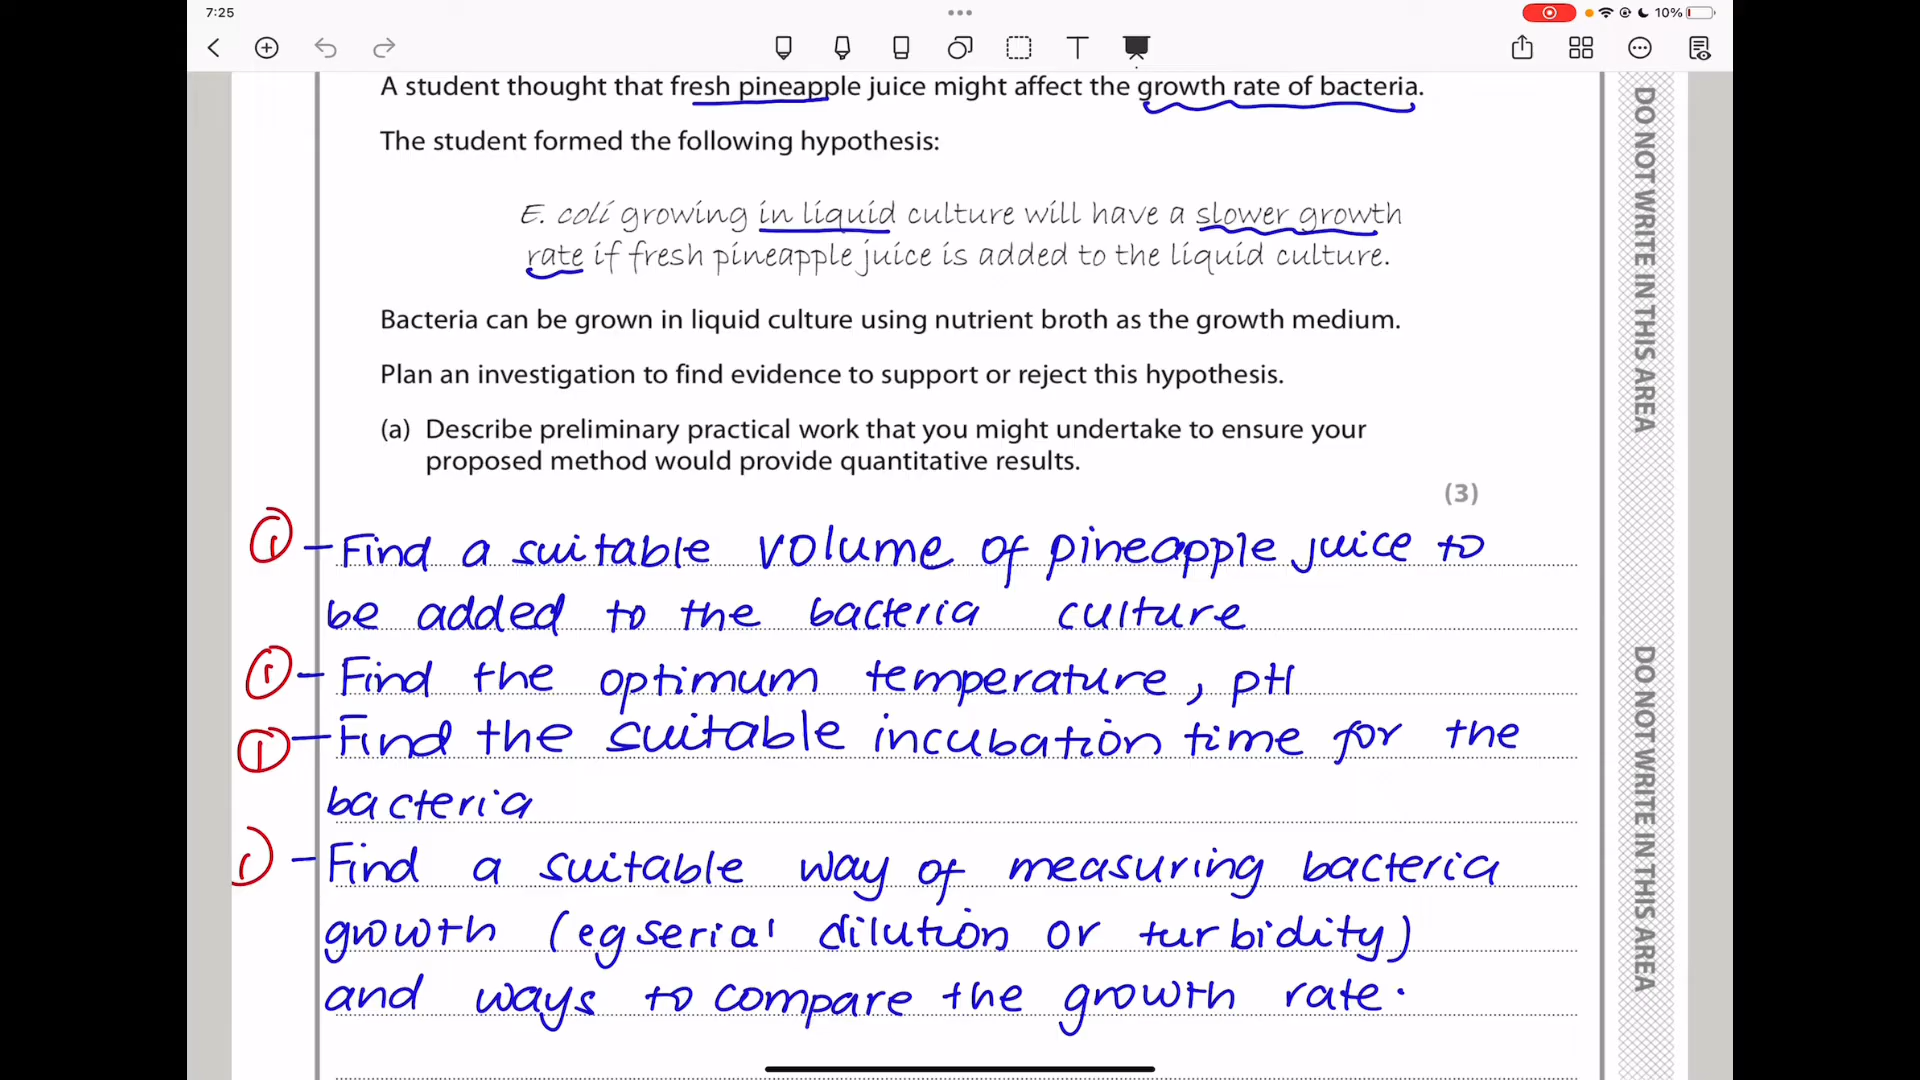 7:25
10%
A student thought that fresh pineapple juice might affect the growth rate of bacteria.
The student formed the following hypothesis:
E. coli growing in liquid culture will have a slower growth
rate if fresh pineapple juice is added to the liquid culture.
Bacteria can be grown in liquid culture using nutrient broth as the growth medium.
Plan an investigation to find evidence to support or reject this hypothesis.
(a) Describe preliminary practical work that you might undertake to ensure your
proposed method would provide quantitative results.
(3)
① – Find a suitable volume of pineapple juice to
be added to the bacteria culture
① – Find the optimum temperature, pH
① – Find the suitable incubation time for the
bacteria
① – Find a suitable way of measuring bacteria
growth (eg serial dilution or turbidity)
and ways to compare the growth rate.
DO NOT WRITE IN THIS AREA
DO NOT WRITE IN THIS AREA